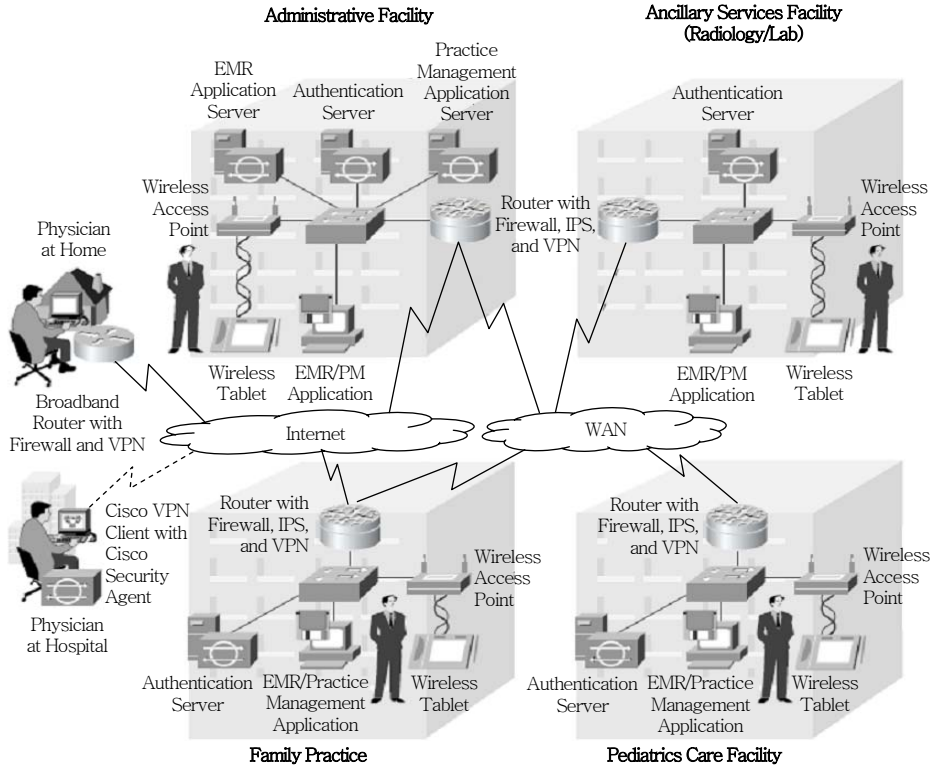 Administrative Facility
Ancillary Services Facility
(Radiology/Lab)
EMR
Application
Server
Authentication
Server
Practice
Management
Application
Server
Authentication
Server
Wireless
Access
Point
Router with
Firewall, IPS,
and VPN
Wireless
Access
Point
Physician
at Home
Wireless
Tablet
EMR/PM
Application
EMR/PM
Application
Wireless
Tablet
Broadband
Router with
Firewall and VPN
Internet
WAN
Cisco VPN
Client with
Cisco
Security
Agent
Physician
at Hospital
Router with
Firewall, IPS,
and VPN
Wireless
Access
Point
Router with
Firewall, IPS,
and VPN
Wireless
Access
Point
Authentication
Server
EMR/Practice
Management
Application
Wireless
Tablet
Authentication
Server
EMR/Practice
Management
Application
Wireless
Tablet
Family Practice
Pediatrics Care Facility